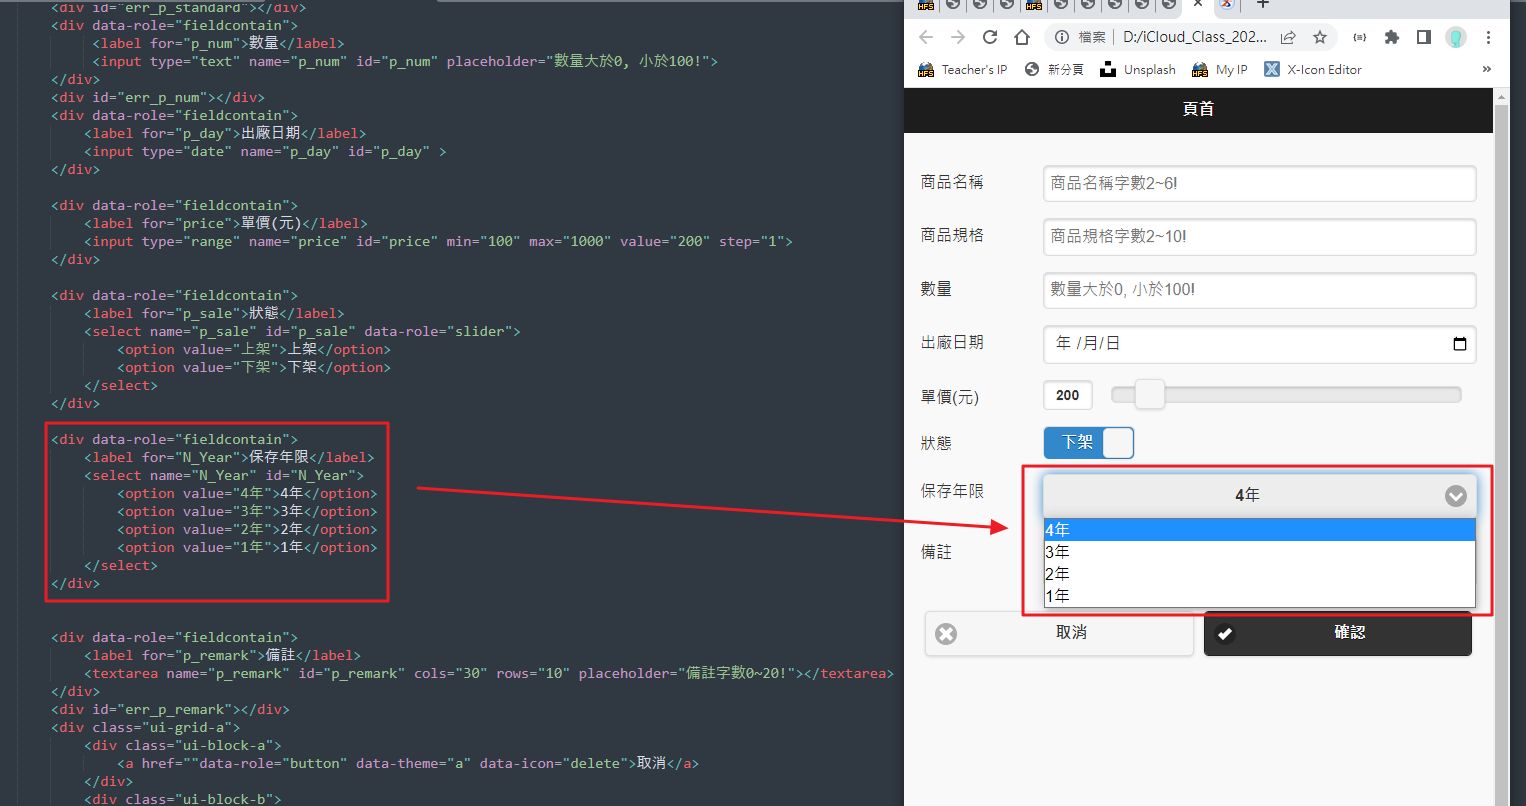 <div id="err_p_standard"></div>
<div data-role="fieldcontain">
<label for="p_num">數量</label>
<input type="text" name="p_num" id="p_num" placeholder="數量大於0, 小於100!">
</div>
<div id="err_p_num"></div>
<div data-role="fieldcontain">
<label for="p_day">出廠日期</label>
<input type="date" name="p_day" id="p_day" >
</div>
<div data-role="fieldcontain">
<label for="price">單價(元)</label>
<input type="range" name="price" id="price" min="100" max="1000" value="200" step="1">
</div>
<div data-role="fieldcontain">
<label for="p_sale">狀態</label>
<select name="p_sale" id="p_sale" data-role="slider">
<option value="上架">上架</option>
<option value="下架">下架</option>
</select>
</div>
<div data-role="fieldcontain">
<label for="N_Year">保存年限</label>
<select name="N_Year" id="N_Year">
<option value="4年">4年</option>
<option value="3年">3年</option>
<option value="2年">2年</option>
<option value="1年">1年</option>
</select>
</div>
<div data-role="fieldcontain">
<label for="p_remark">備註</label>
<textarea name="p_remark" id="p_remark" cols="30" rows="10" placeholder="備註字數0~20!"></textarea>
</div>
<div id="err_p_remark"></div>
<div class="ui-grid-a">
<div class="ui-block-a">
<a href=""data-role="button" data-theme="a" data-icon="delete">取消</a>
</div>
<div class="ui-block-b">
檔案 D:/iCloud_Class_202...
Teacher's IP 新分頁 Unsplash My IP X-Icon Editor »
頁首
商品名稱 商品名稱字數2~6!
商品規格 商品規格字數2~10!
數量 數量大於0, 小於100!
出廠日期 年 /月/日
單價(元) 200
狀態 下架
保存年限 4年
4年
3年
2年
1年
備註
取消 確認